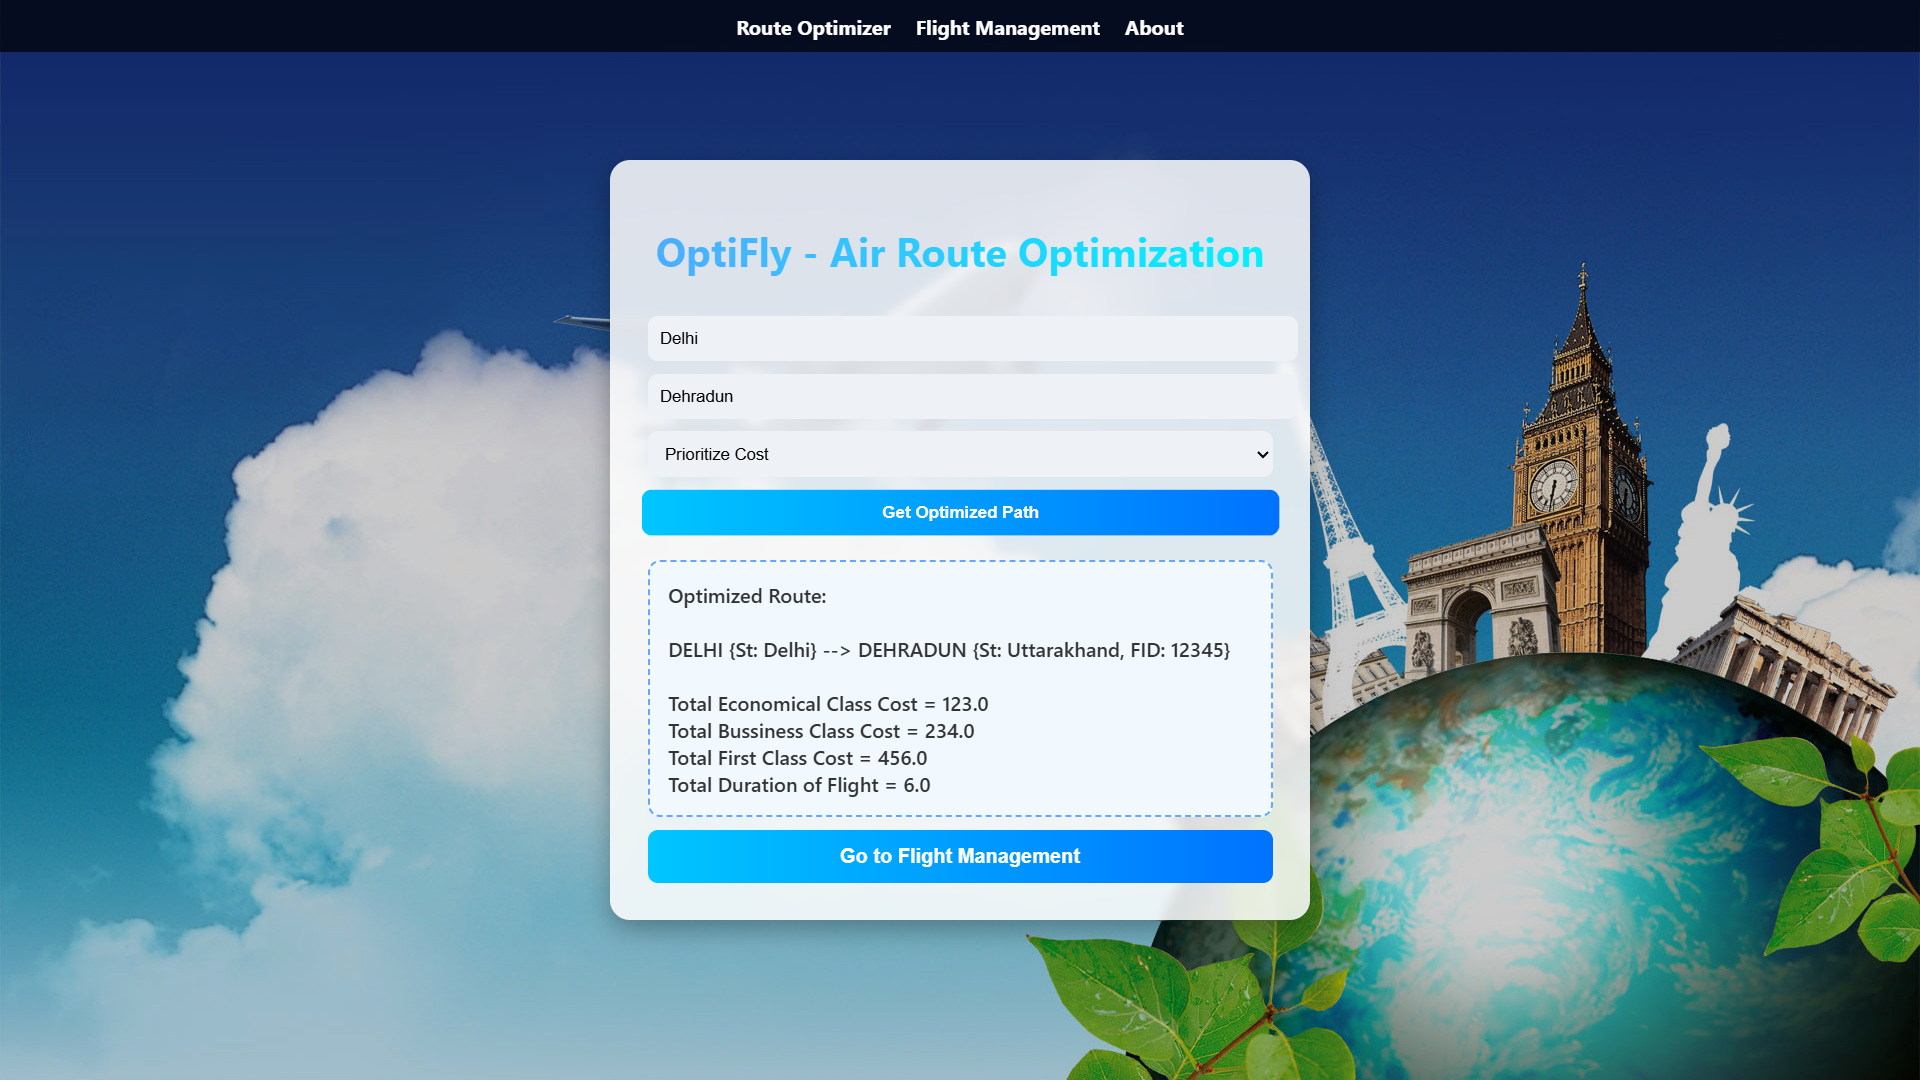 Route Optimizer Flight Management About
OptiFly - Air Route Optimization
Delhi
Dehradun
Prioritize Cost
Get Optimized Path
Optimized Route:
DELHI {St: Delhi} --> DEHRADUN {St: Uttarakhand, FID: 12345}
Total Economical Class Cost = 123.0
Total Bussiness Class Cost = 234.0
Total First Class Cost = 456.0
Total Duration of Flight = 6.0
Go to Flight Management